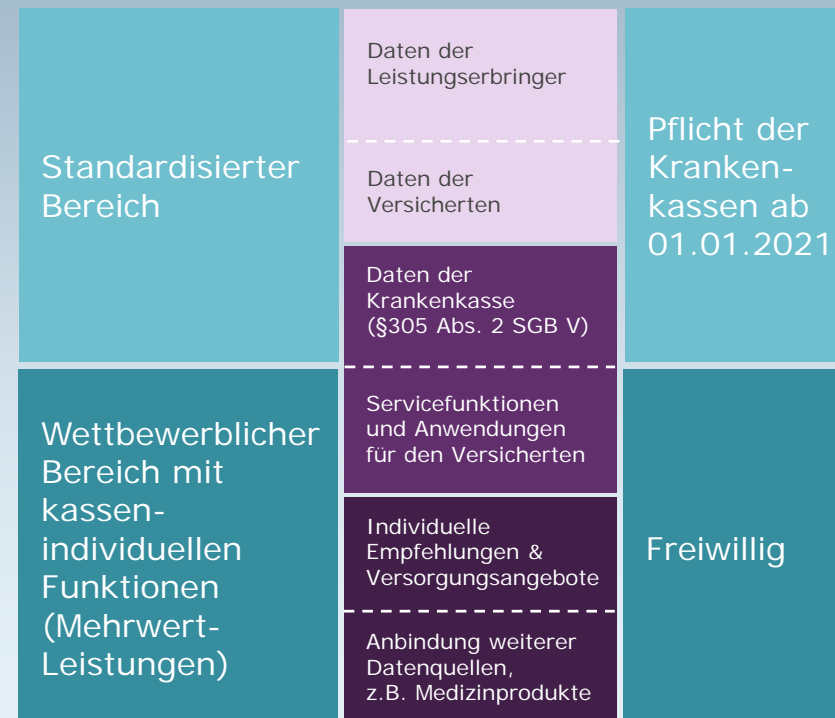 Standardisierter
Bereich
Daten der
Leistungserbringer
Daten der
Versicherten
Daten der
Krankenkasse
(§305 Abs. 2 SGB V)
Pflicht der
Kranken-
kassen ab
01.01.2021
Wettbewerblicher
Bereich mit
kassen-
individuellen
Funktionen
(Mehrwert-
Leistungen)
Servicefunktionen
und Anwendungen
für den Versicherten
Individuelle
Empfehlungen &
Versorgungsangebote
Anbindung weiterer
Datenquellen,
z.B. Medizinprodukte
Freiwillig